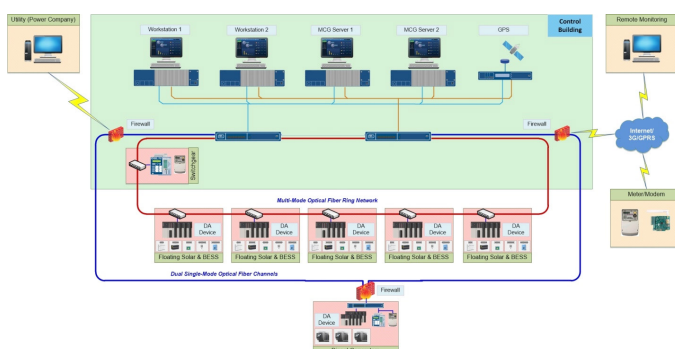 Utility (Power Company)
Control
Building
Remote Monitoring
Workstation 1
Workstation 2
MCG Server 1
MCG Server 2
GPS
Firewall
Firewall
Internet/
3G/GPRS
Switchgear
Meter/Modem
Multi-Mode Optical Fiber Ring Network
DA
Device
DA
Device
DA
Device
DA
Device
DA
Device
Floating Solar & BESS
Floating Solar & BESS
Floating Solar & BESS
Floating Solar & BESS
Floating Solar & BESS
Dual Single-Mode Optical Fiber Channels
Firewall
DA
Device